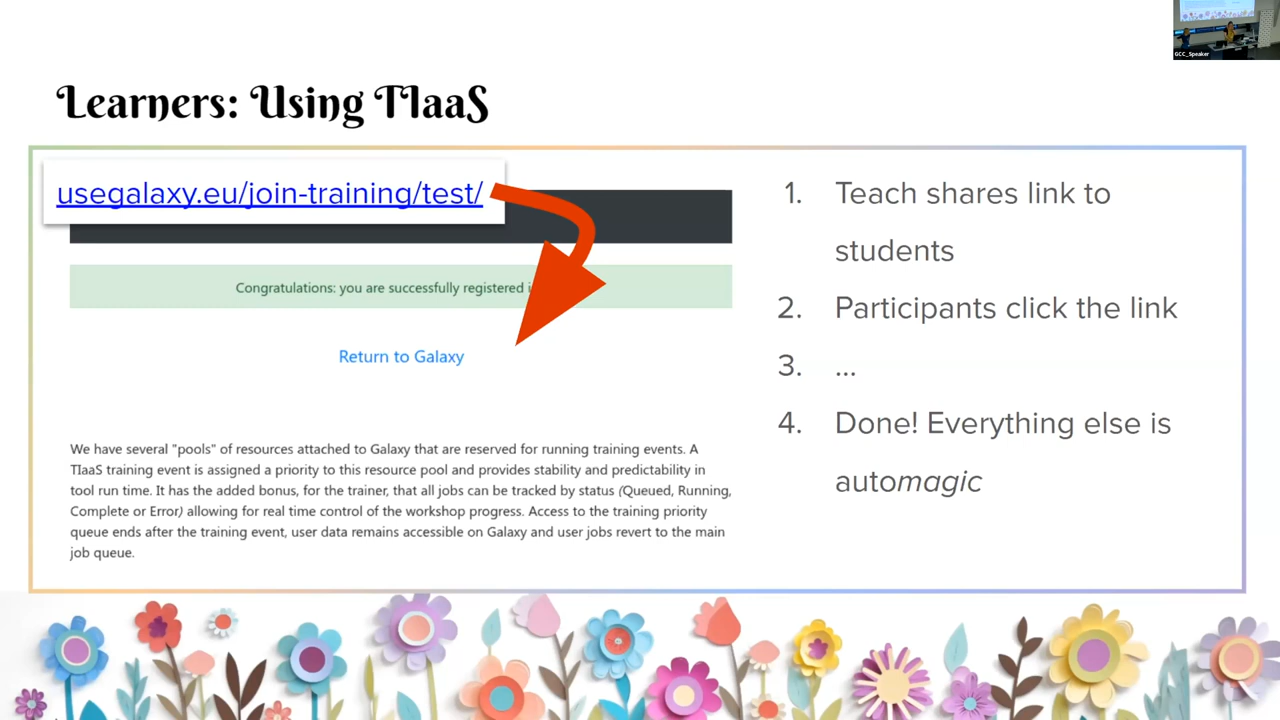 GCC_Speaker
Learners: Using TIaaS
usegalaxy.eu/join-training/test/
Congratulations: you are successfully registered
Return to Galaxy
We have several "pools" of resources attached to Galaxy that are reserved for running training events. A
TIaaS training event is assigned a priority to this resource pool and provides stability and predictability in
tool run time. It has the added bonus, for the trainer, that all jobs can be tracked by status (Queued, Running,
Complete or Error) allowing for real time control of the workshop progress. Access to the training priority
queue ends after the training event, user data remains accessible on Galaxy and user jobs revert to the main
job queue.
1. Teach shares link to
students
2. Participants click the link
3. ...
4. Done! Everything else is
automagic